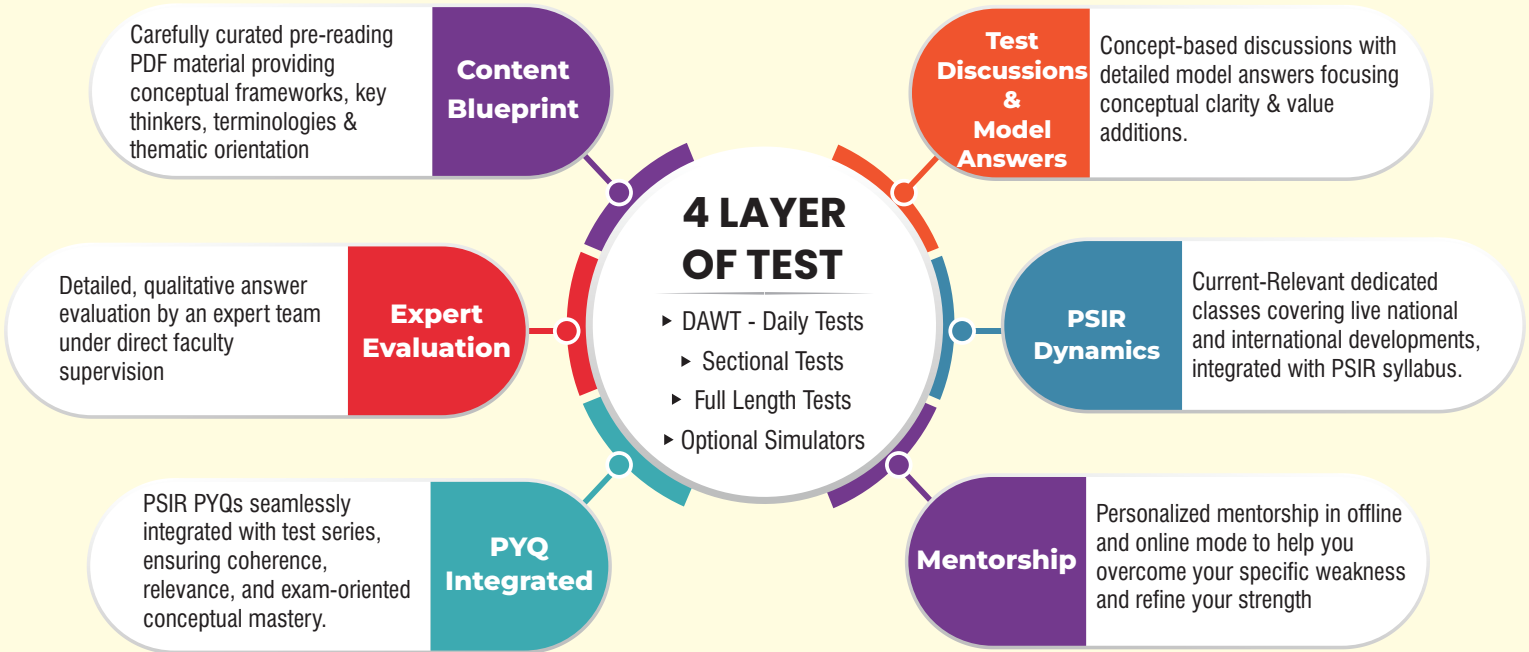 Carefully curated pre-reading
PDF material providing
conceptual frameworks, key
thinkers, terminologies &
thematic orientation
Content
Blueprint
Test
Discussions
&
Model
Answers
Concept-based discussions with
detailed model answers focusing
conceptual clarity & value
additions.
4 LAYER
OF TEST
DAWT - Daily Tests
Sectional Tests
Full Length Tests
Optional Simulators
Detailed, qualitative answer
evaluation by an expert team
under direct faculty
supervision
Expert
Evaluation
PSIR
Dynamics
Current-Relevant dedicated
classes covering live national
and international developments,
integrated with PSIR syllabus.
PSIR PYQs seamlessly
integrated with test series,
ensuring coherence,
relevance, and exam-oriented
conceptual mastery.
PYQ
Integrated
Mentorship
Personalized mentorship in offline
and online mode to help you
overcome your specific weakness
and refine your strength